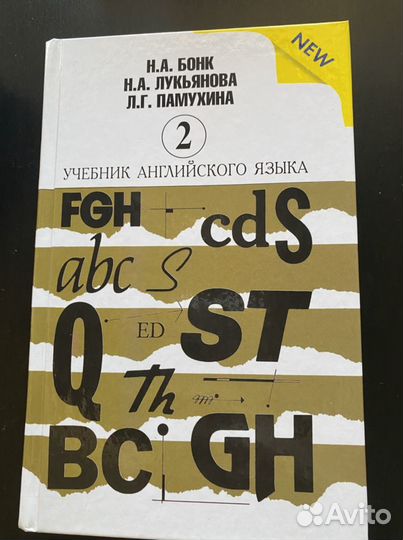 NEW
Н.А. БОНК
Н.А. ЛУКЬЯНОВА
Л.Г. ПАМУХИНА
2
УЧЕБНИК АНГЛИЙСКОГО ЯЗЫКА
FGH cdS
abc S
Q ED ST
Th
BC GH
Avito